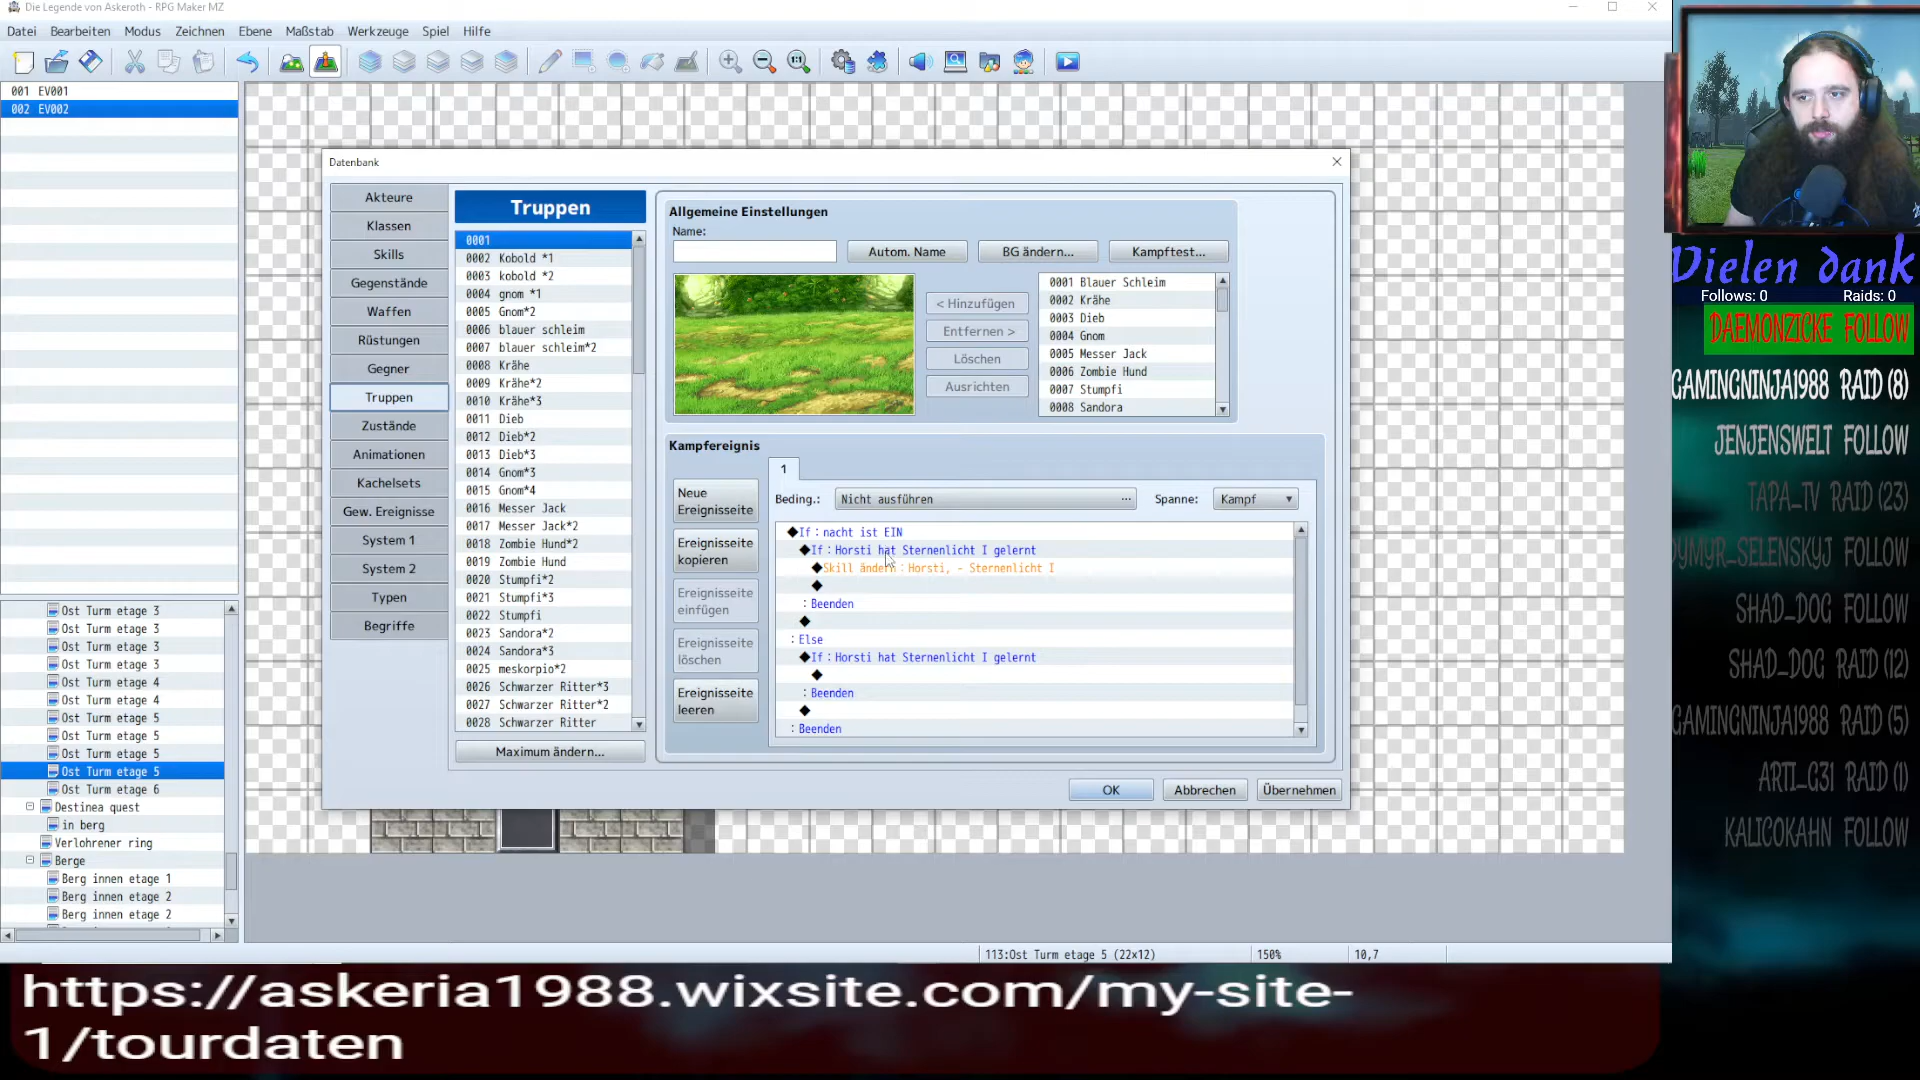 Die Legende von Askeroth - RPG Maker MZ
Datei Bearbeiten Modus Zeichnen Ebene Maßstab Werkzeuge Spiel Hilfe
001 EV001
002 EV002
Datenbank
Akteure
Klassen
Skills
Gegenstände
Waffen
Rüstungen
Gegner
Truppen
Zustände
Animationen
Kachelsets
Gew. Ereignisse
System 1
System 2
Typen
Begriffe
Truppen
0001
0002 Kobold *1
0003 kobold *2
0004 gnom *1
0005 Gnom*2
0006 blauer schleim
0007 blauer schleim*2
0008 Krähe
0009 Krähe*2
0010 Krähe*3
0011 Dieb
0012 Dieb*2
0013 Dieb*3
0014 Gnom*3
0015 Gnom*4
0016 Messer Jack
0017 Messer Jack*2
0018 Zombie Hund*2
0019 Zombie Hund
0020 Stumpfi*2
0021 Stumpfi*3
0022 Stumpfi
0023 Sandora*2
0024 Sandora*3
0025 meskorpio*2
0026 Schwarzer Ritter*3
0027 Schwarzer Ritter*2
0028 Schwarzer Ritter
Maximum ändern...
Allgemeine Einstellungen
Name:
Autom. Name
BG ändern...
Kampftest...
< Hinzufügen
Entfernen >
Löschen
Ausrichten
0001 Blauer Schleim
0002 Krähe
0003 Dieb
0004 Gnom
0005 Messer Jack
0006 Zombie Hund
0007 Stumpfi
0008 Sandora
Kampfereignis
1
Neue
Ereignisseite
Ereignisseite
kopieren
Ereignisseite
einfügen
Ereignisseite
löschen
Ereignisseite
leeren
Beding.: Nicht ausführen ... Spanne: Kampf
◆If：nacht ist EIN
◆If：Horsti hat Sternenlicht I gelernt
◆Skill ändern：Horsti, - Sternenlicht I
◆
：Beenden
◆
：Else
◆If：Horsti hat Sternenlicht I gelernt
◆
：Beenden
◆
：Beenden
OK
Abbrechen
Übernehmen
Ost Turm etage 3
Ost Turm etage 3
Ost Turm etage 3
Ost Turm etage 3
Ost Turm etage 4
Ost Turm etage 4
Ost Turm etage 5
Ost Turm etage 5
Ost Turm etage 5
Ost Turm etage 5
Ost Turm etage 6
Destinea quest
in berg
Verlohrener ring
Berge
Berg innen etage 1
Berg innen etage 2
Berg innen etage 2
113:Ost Turm etage 5 (22×12)
150%
10,7
Vielen dank
Follows: 0 Raids: 0
DAEMONZICKE FOLLOW
GAMINGNINJA1988 RAID (8)
JENJENSWELT FOLLOW
TAPA_TV RAID (23)
YMYR_SELENSKYJ FOLLOW
SHAD_DOG FOLLOW
SHAD_DOG RAID (12)
GAMINGNINJA1988 RAID (5)
ARTI_G31 RAID (1)
KALICOKAHN FOLLOW
https://askeria1988.wixsite.com/my-site-
1/tourdaten